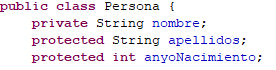 public class Persona {
    private String nombre;
    protected String apellidos;
    protected int anyoNacimiento;